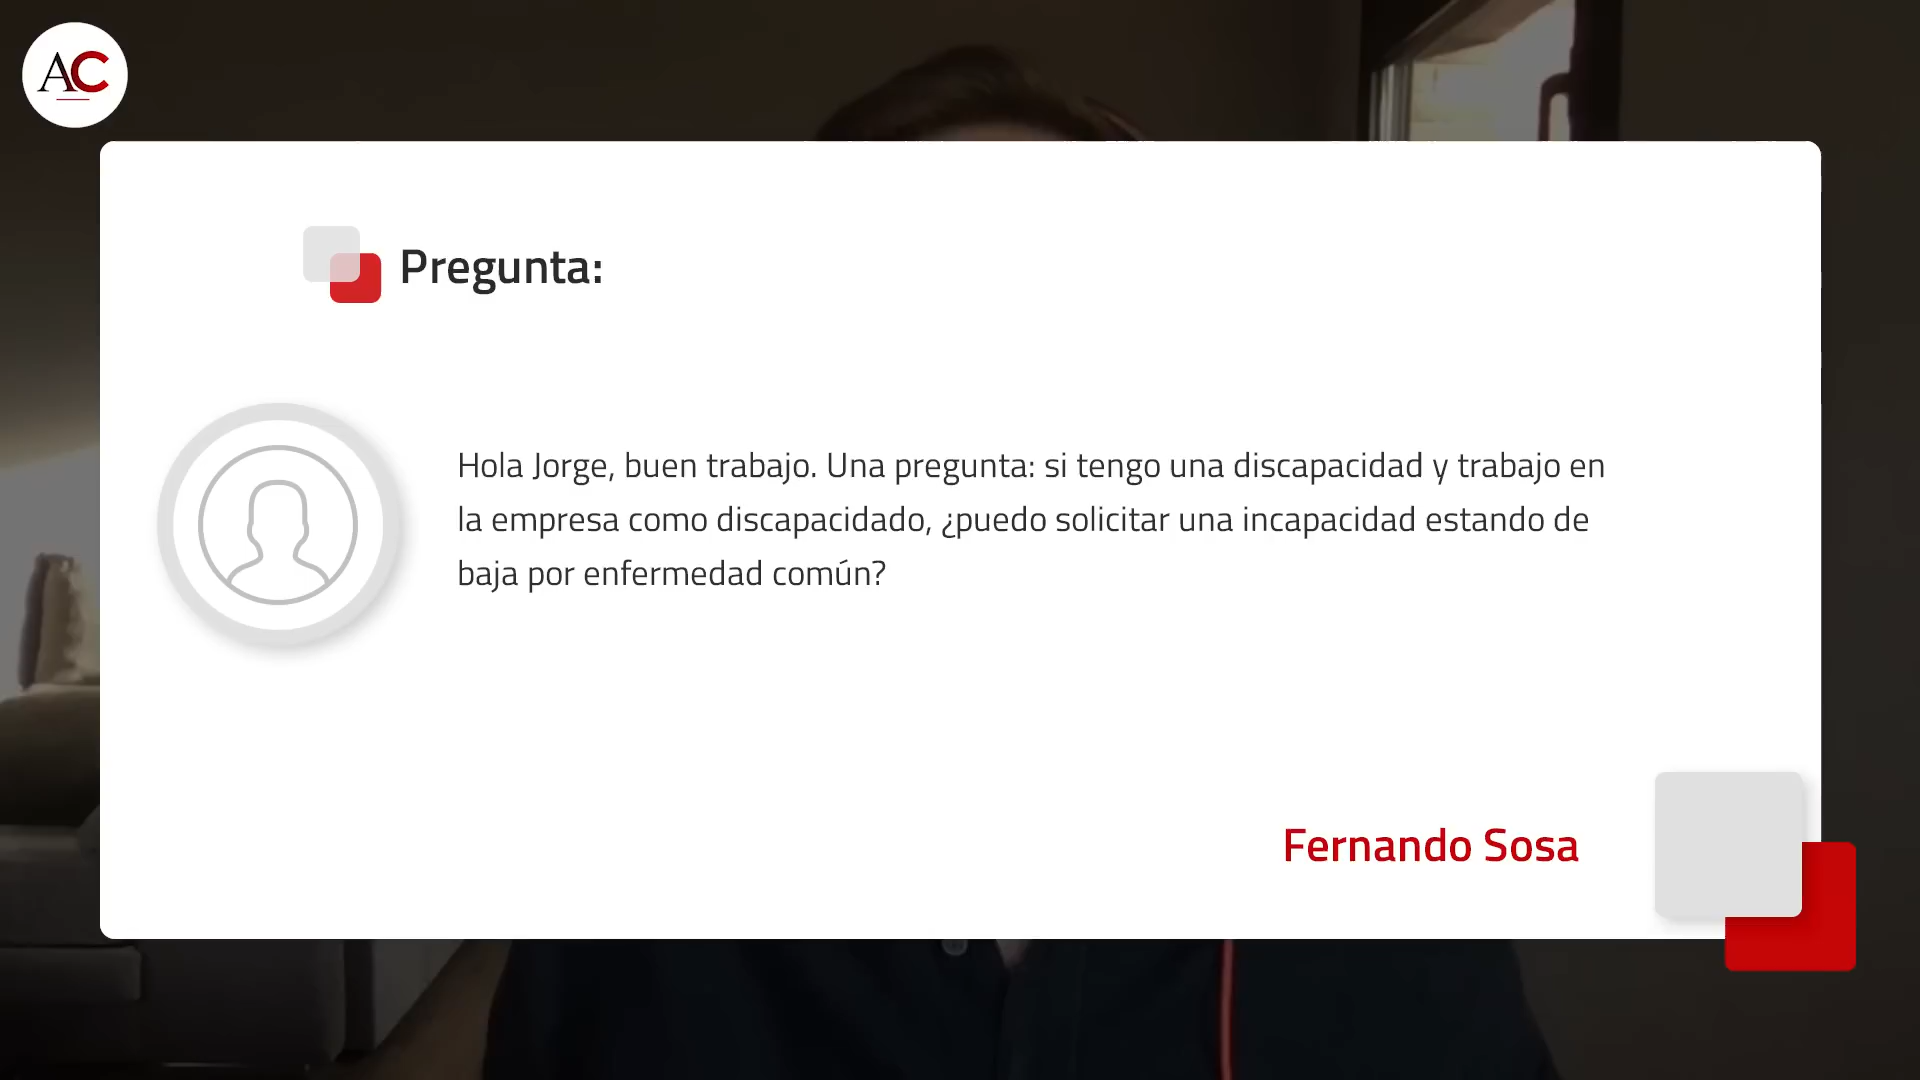 AC
Pregunta:
Hola Jorge, buen trabajo. Una pregunta: si tengo una discapacidad y trabajo en
la empresa como discapacidado, ¿puedo solicitar una incapacidad estando de
baja por enfermedad común?
Fernando Sosa